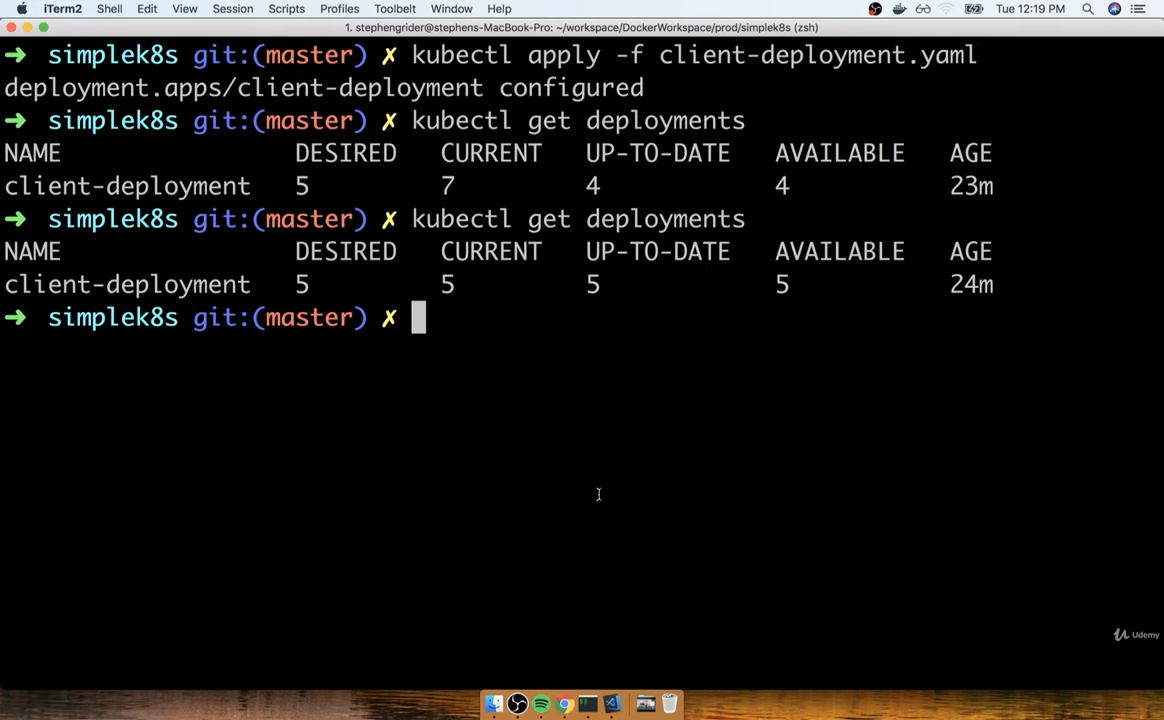 iTerm2 Shell Edit View Session Scripts Profiles Toolbelt Window Help Tue 12:19 PM
1. stephengrider@stephens-MacBook-Pro: ~/workspace/DockerWorkspace/prod/simplek8s (zsh)
➜ simplek8s git:(master) ✗ kubectl apply -f client-deployment.yaml
deployment.apps/client-deployment configured
➜ simplek8s git:(master) ✗ kubectl get deployments
NAME DESIRED CURRENT UP-TO-DATE AVAILABLE AGE
client-deployment 5 7 4 4 23m
➜ simplek8s git:(master) ✗ kubectl get deployments
NAME DESIRED CURRENT UP-TO-DATE AVAILABLE AGE
client-deployment 5 5 5 5 24m
➜ simplek8s git:(master) ✗
Udemy